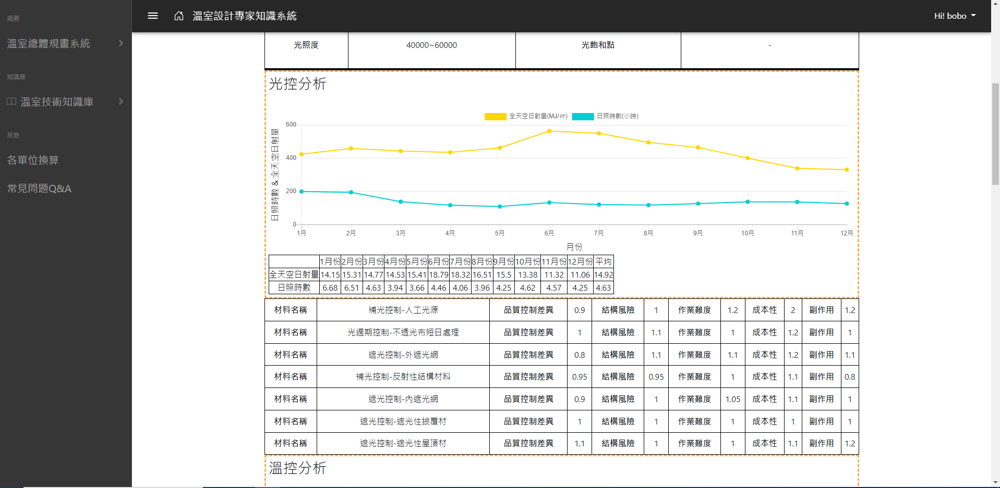 規劃
溫室總體規畫系統
知識庫
溫室技術知識庫
其他
各單位換算
常見問題Q&A
溫室設計專家知識系統
Hi! bobo
光照度 40000~60000 光飽和點 -
光控分析
全天空日射量(MJ/㎡) 日照時數(小時)
日照時數 & 全天空日射量
600
400
200
0
1月 2月 3月 4月 5月 6月 7月 8月 9月 10月 11月 12月
月份
1月份 2月份 3月份 4月份 5月份 6月份 7月份 8月份 9月份 10月份 11月份 12月份 平均
全天空日射量 14.15 15.31 14.77 14.53 15.41 18.79 18.32 16.51 15.5 13.38 11.32 11.06 14.92
日照時數 6.68 6.51 4.63 3.94 3.66 4.46 4.06 3.96 4.25 4.62 4.57 4.25 4.63
材料名稱 補光控制-人工光源 品質控制差異 0.9 結構風險 1 作業難度 1.2 成本性 2 副作用 1.2
材料名稱 光週期控制-不透光布短日處理 品質控制差異 1 結構風險 1.1 作業難度 1 成本性 1.2 副作用 1
材料名稱 遮光控制-外遮光網 品質控制差異 0.8 結構風險 1.1 作業難度 1.1 成本性 1.2 副作用 1.1
材料名稱 補光控制-反射性結構材料 品質控制差異 0.95 結構風險 0.95 作業難度 1 成本性 1.1 副作用 0.8
材料名稱 遮光控制-內遮光網 品質控制差異 0.9 結構風險 1 作業難度 1.05 成本性 1.1 副作用 1
材料名稱 遮光控制-遮光性披覆材 品質控制差異 1 結構風險 1 作業難度 1 成本性 1 副作用 1
材料名稱 遮光控制-遮光性屋頂材 品質控制差異 1.1 結構風險 1 作業難度 1 成本性 1.1 副作用 1.2
溫控分析